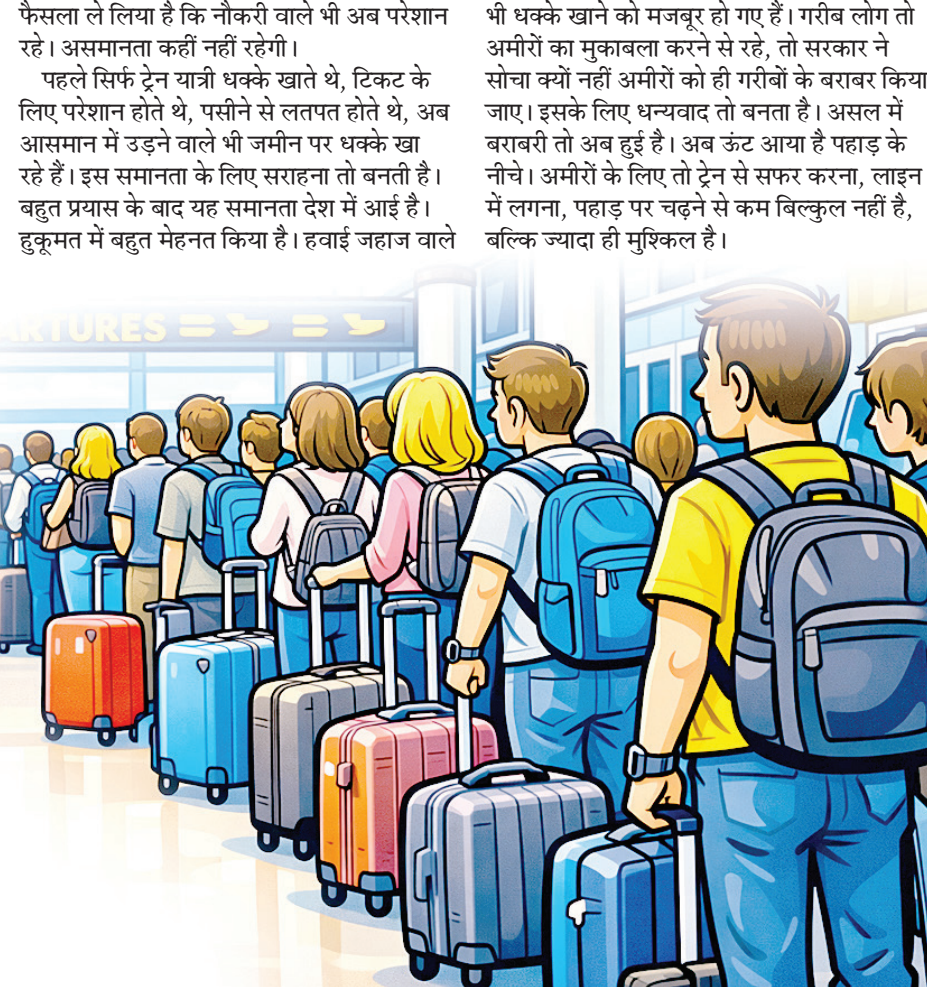 फैसला ले लिया है कि नौकरी वाले भी अब परेशान
रहे। असमानता कहीं नहीं रहेगी।
पहले सिर्फ ट्रेन यात्री धक्के खाते थे, टिकट के
लिए परेशान होते थे, पसीने से लतपत होते थे, अब
आसमान में उड़ने वाले भी जमीन पर धक्के खा
रहे हैं। इस समानता के लिए सराहना तो बनती है।
बहुत प्रयास के बाद यह समानता देश में आई है।
हुकूमत में बहुत मेहनत किया है। हवाई जहाज वाले
भी धक्के खाने को मजबूर हो गए हैं। गरीब लोग तो
अमीरों का मुकाबला करने से रहे, तो सरकार ने
सोचा क्यों नहीं अमीरों को ही गरीबों के बराबर किया
जाए। इसके लिए धन्यवाद तो बनता है। असल में
बराबरी तो अब हुई है। अब ऊंट आया है पहाड़ के
नीचे। अमीरों के लिए तो ट्रेन से सफर करना, लाइन
में लगना, पहाड़ पर चढ़ने से कम बिल्कुल नहीं है,
बल्कि ज्यादा ही मुश्किल है।
ARTURES